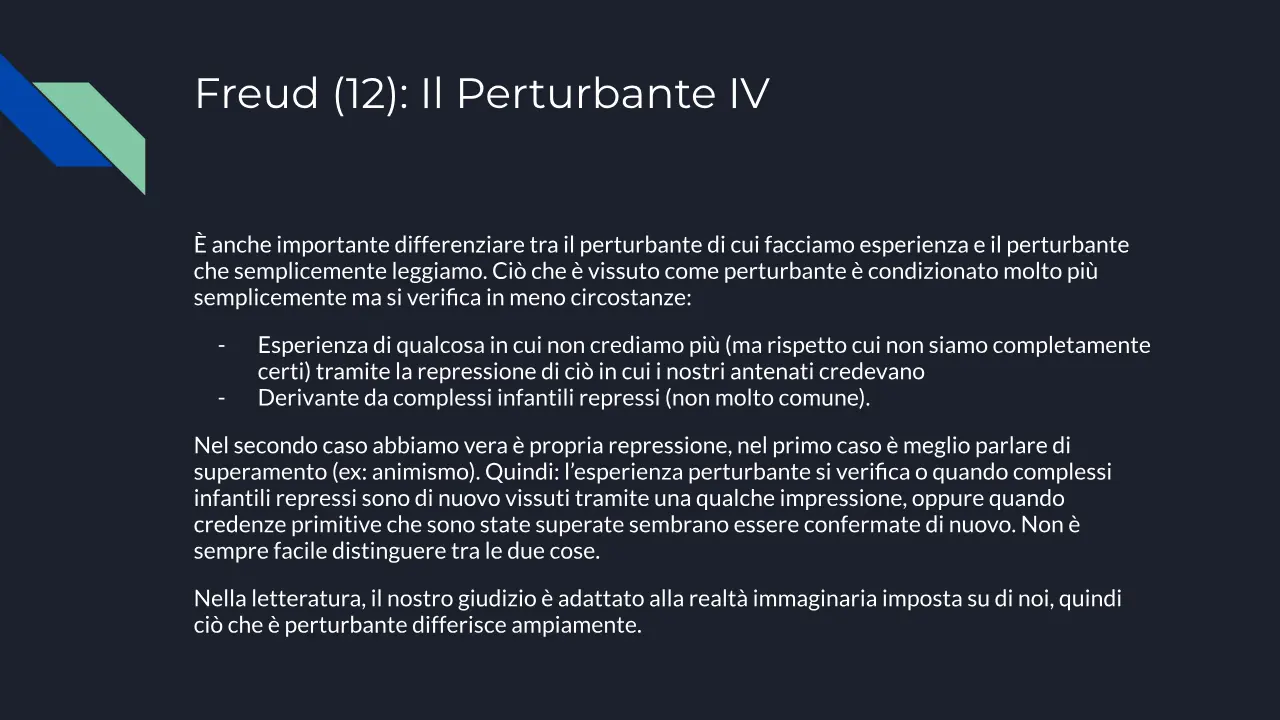 Freud (12): Il Perturbante IV
È anche importante differenziare tra il perturbante di cui facciamo esperienza e il perturbante
che semplicemente leggiamo. Ciò che è vissuto come perturbante è condizionato molto più
semplicemente ma si verifica in meno circostanze:
- Esperienza di qualcosa in cui non crediamo più (ma rispetto cui non siamo completamente
certi) tramite la repressione di ciò in cui i nostri antenati credevano
- Derivante da complessi infantili repressi (non molto comune).
Nel secondo caso abbiamo vera è propria repressione, nel primo caso è meglio parlare di
superamento (ex: animismo). Quindi: l’esperienza perturbante si verifica o quando complessi
infantili repressi sono di nuovo vissuti tramite una qualche impressione, oppure quando
credenze primitive che sono state superate sembrano essere confermate di nuovo. Non è
sempre facile distinguere tra le due cose.
Nella letteratura, il nostro giudizio è adattato alla realtà immaginaria imposta su di noi, quindi
ciò che è perturbante differisce ampiamente.